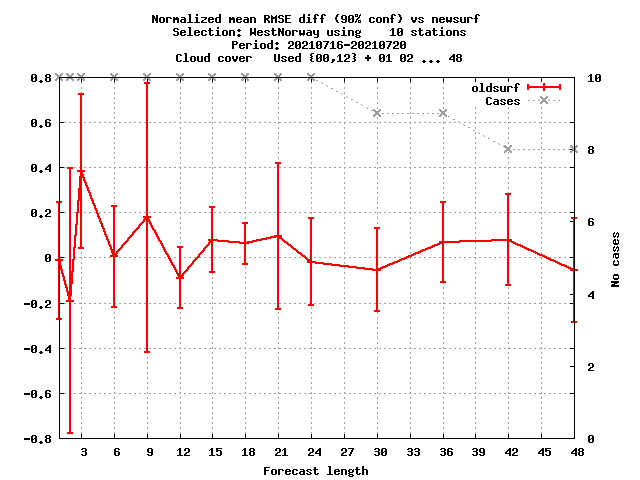 Normalized mean RMSE diff (90% conf) vs newsurf
Selection: WestNorway using    10 stations
Period: 20210716-20210720
Cloud cover   Used {00,12} + 01 02 ... 48
oldsurf
Cases
0.8
0.6
0.4
0.2
0
-0.2
-0.4
-0.6
-0.8
10
8
6
4
2
0
No cases
3 6 9 12 15 18 21 24 27 30 33 36 39 42 45 48
Forecast length